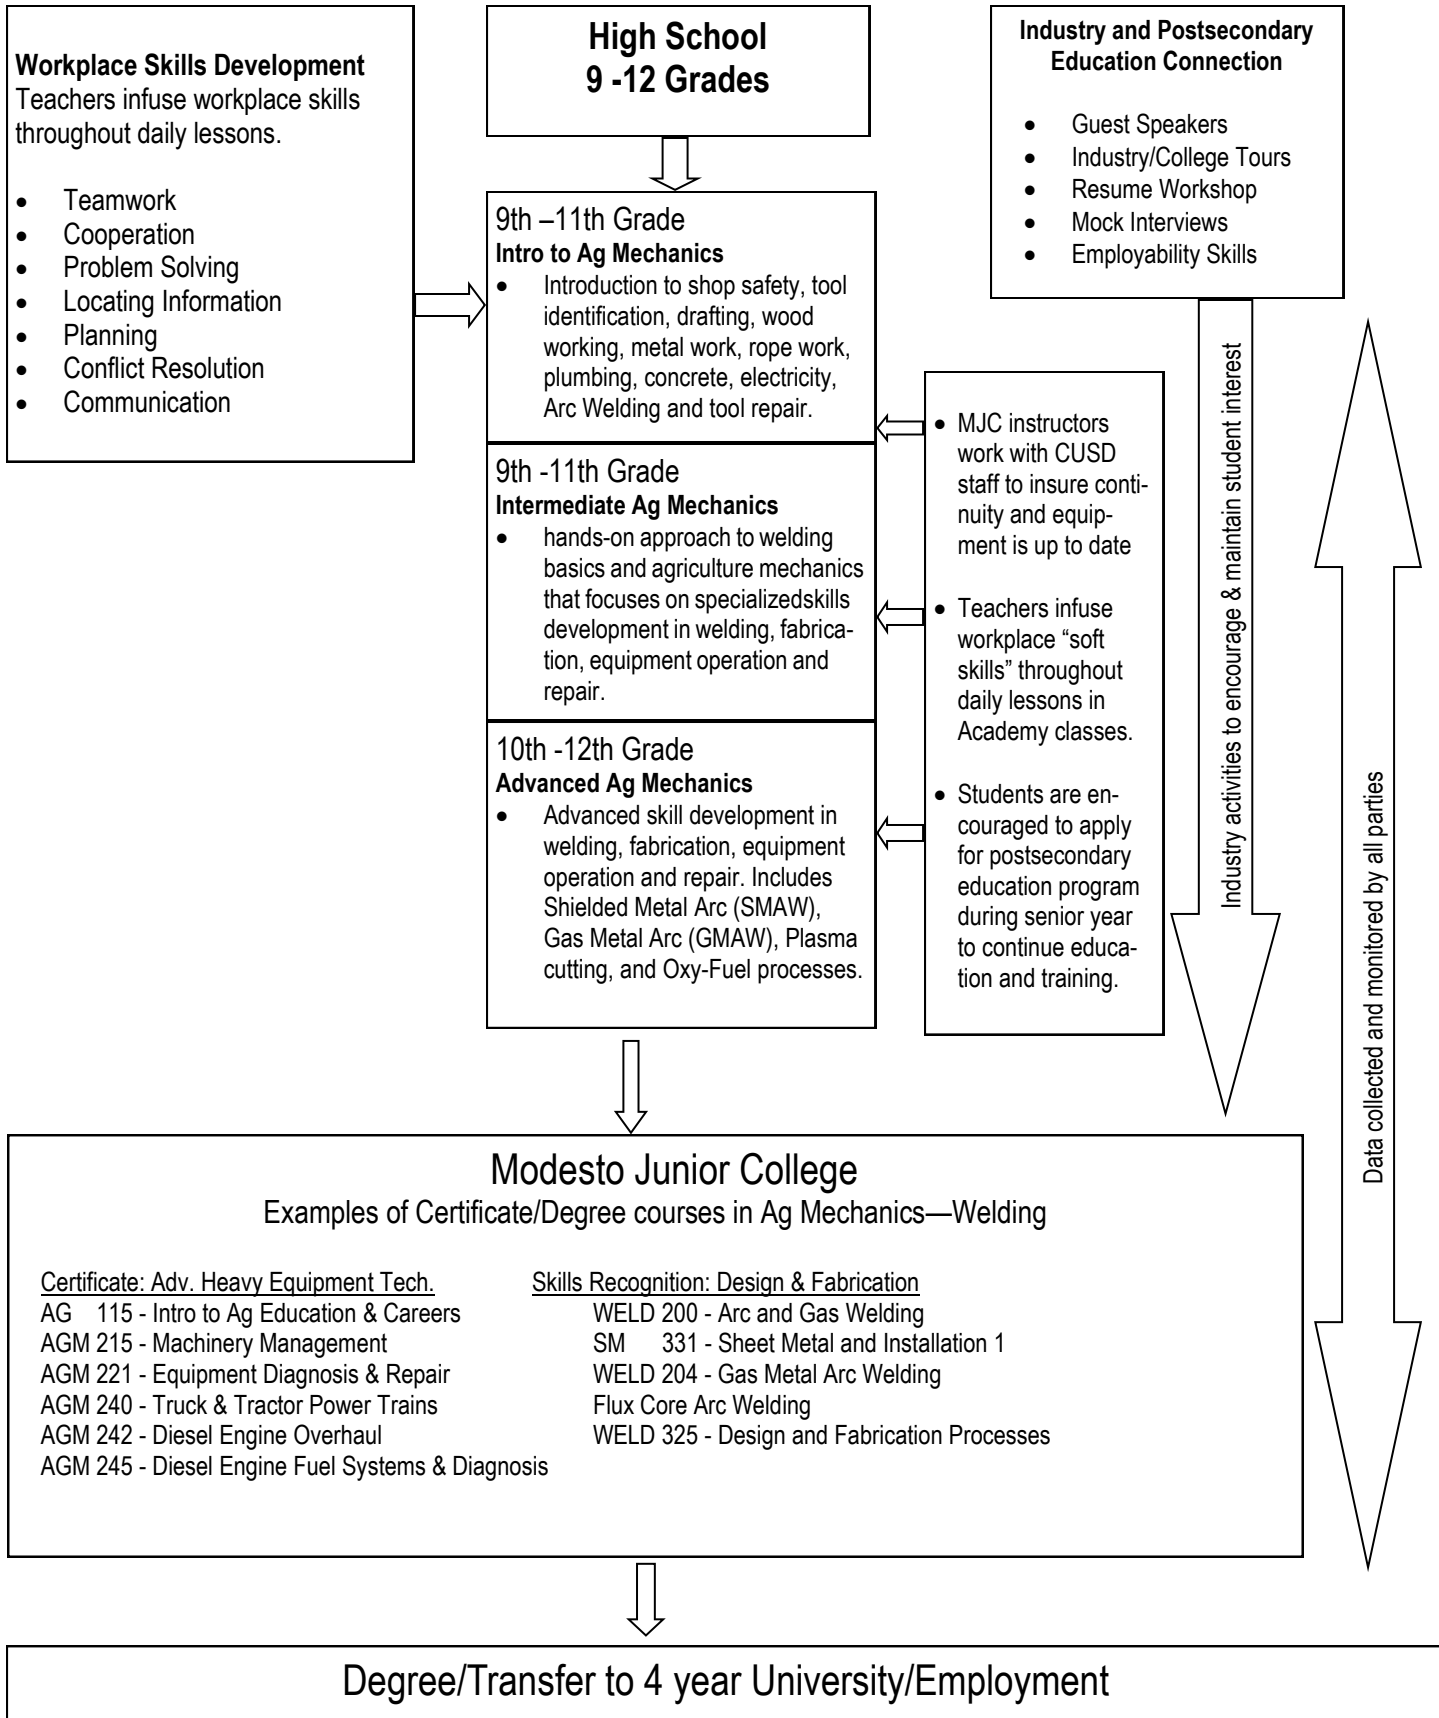 Workplace Skills Development
Teachers infuse workplace skills
throughout daily lessons.
• Teamwork
• Cooperation
• Problem Solving
• Locating Information
• Planning
• Conflict Resolution
• Communication
High School
9 -12 Grades
Industry and Postsecondary
Education Connection
• Guest Speakers
• Industry/College Tours
• Resume Workshop
• Mock Interviews
• Employability Skills
9th –11th Grade
Intro to Ag Mechanics
• Introduction to shop safety, tool
identification, drafting, wood
working, metal work, rope work,
plumbing, concrete, electricity,
Arc Welding and tool repair.
9th -11th Grade
Intermediate Ag Mechanics
• hands-on approach to welding
basics and agriculture mechanics
that focuses on specializedskills
development in welding, fabrica-
tion, equipment operation and
repair.
10th -12th Grade
Advanced Ag Mechanics
• Advanced skill development in
welding, fabrication, equipment
operation and repair. Includes
Shielded Metal Arc (SMAW),
Gas Metal Arc (GMAW), Plasma
cutting, and Oxy-Fuel processes.
• MJC instructors
work with CUSD
staff to insure conti-
nuity and equip-
ment is up to date
• Teachers infuse
workplace “soft
skills” throughout
daily lessons in
Academy classes.
• Students are en-
couraged to apply
for postsecondary
education program
during senior year
to continue educa-
tion and training.
Industry activities to encourage & maintain student interest
Data collected and monitored by all parties
Modesto Junior College
Examples of Certificate/Degree courses in Ag Mechanics—Welding
Certificate: Adv. Heavy Equipment Tech.
AG 115 - Intro to Ag Education & Careers
AGM 215 - Machinery Management
AGM 221 - Equipment Diagnosis & Repair
AGM 240 - Truck & Tractor Power Trains
AGM 242 - Diesel Engine Overhaul
AGM 245 - Diesel Engine Fuel Systems & Diagnosis
Skills Recognition: Design & Fabrication
WELD 200 - Arc and Gas Welding
SM 331 - Sheet Metal and Installation 1
WELD 204 - Gas Metal Arc Welding
Flux Core Arc Welding
WELD 325 - Design and Fabrication Processes
Degree/Transfer to 4 year University/Employment